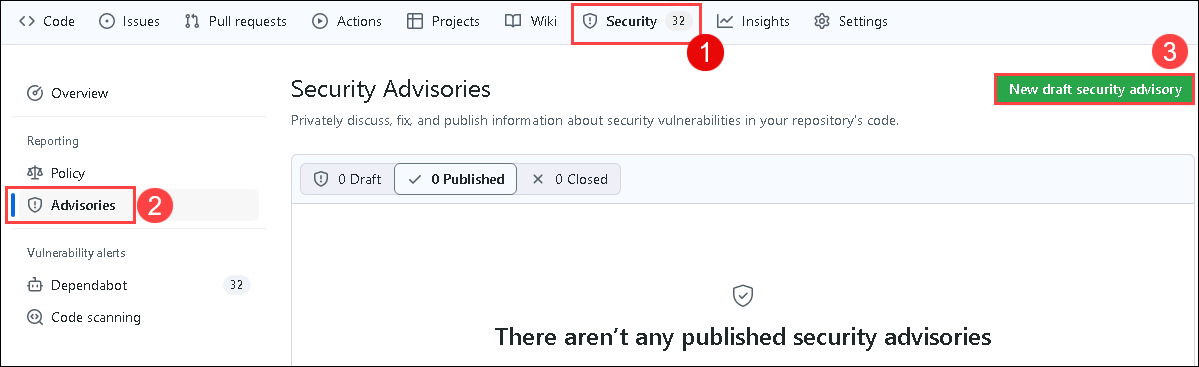 Code Issues Pull requests Actions Projects Wiki Security 32 Insights Settings
1
3
Overview
Security Advisories
New draft security advisory
Privately discuss, fix, and publish information about security vulnerabilities in your repository's code.
Reporting
Policy
Advisories
2
0 Draft 0 Published 0 Closed
Vulnerability alerts
Dependabot 32
Code scanning
There aren't any published security advisories